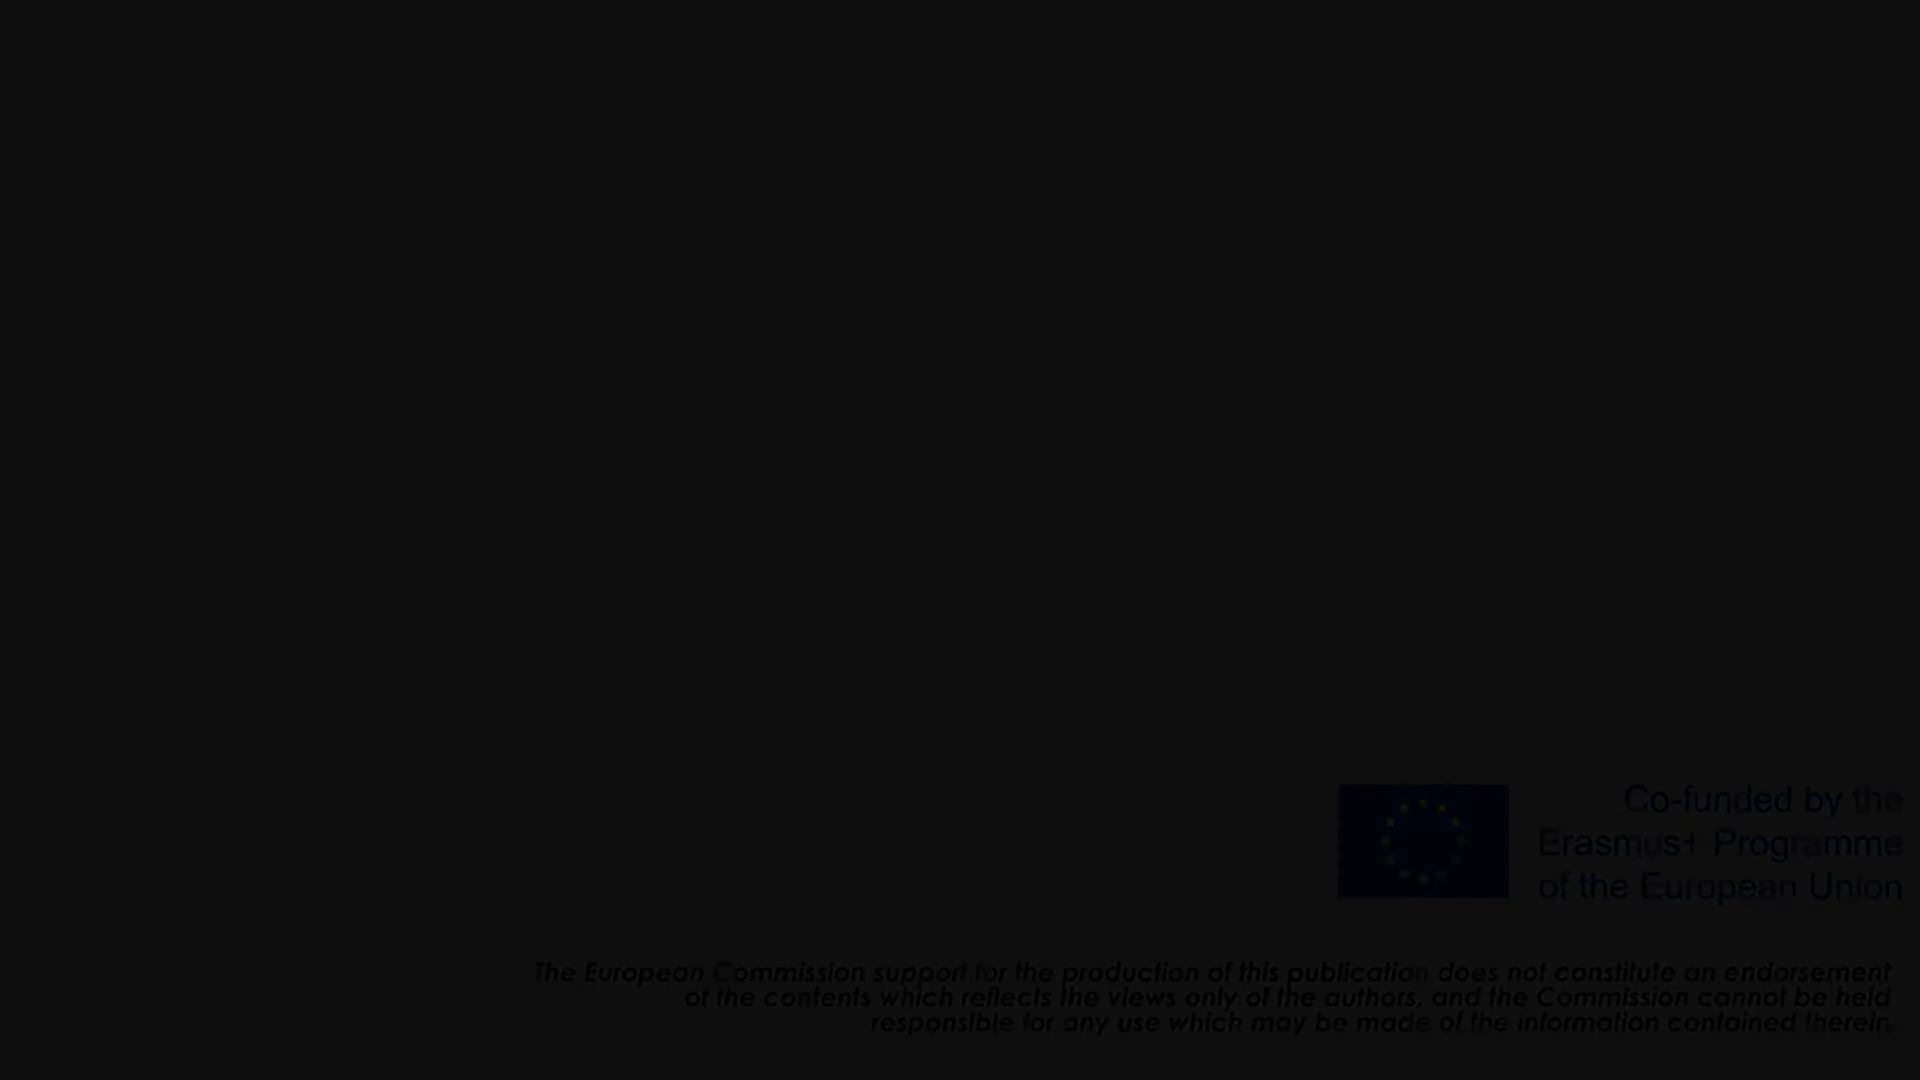 Co-funded by the
Erasmus+ Programme
of the European Union
The European Commission support for the production of this publication does not constitute an endorsement
of the contents which reflects the views only of the authors, and the Commission cannot be held
responsible for any use which may be made of the information contained therein.